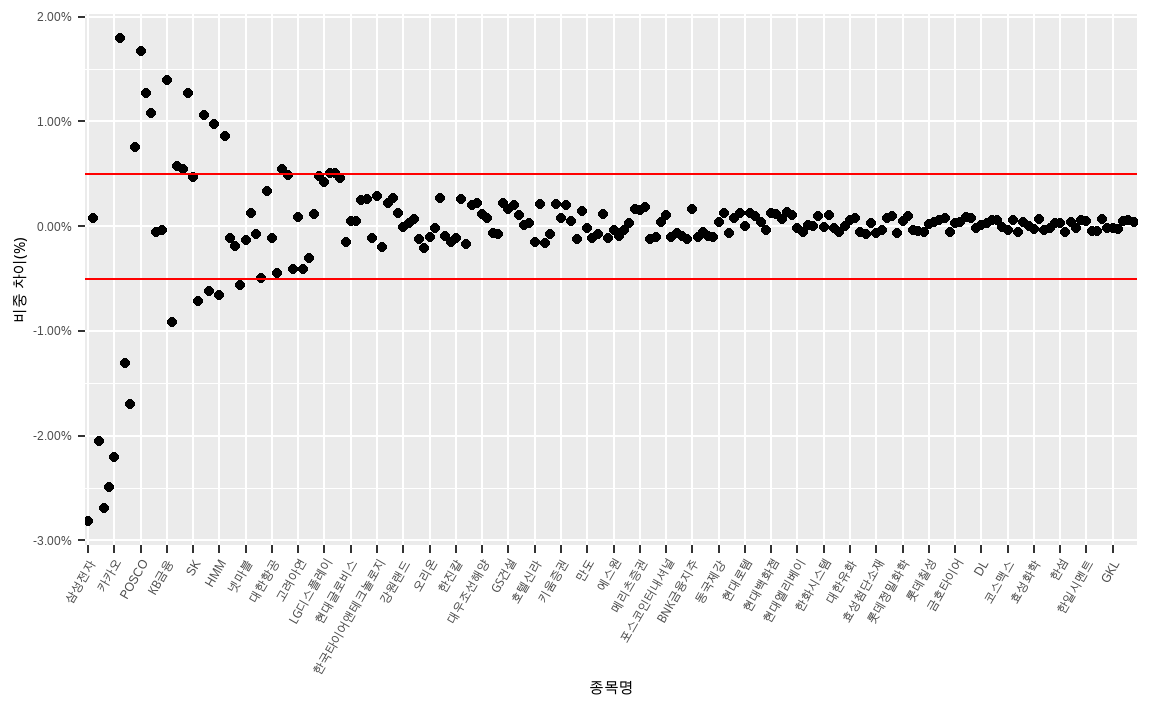 2.00%
1.00%
0.00%
-1.00%
-2.00%
-3.00%
비중 차이(%)
삼성전자
카카오
POSCO
KB금융
SK
HMM
넷마블
대한항공
고려아연
LG디스플레이
현대글로비스
한국타이어앤테크놀로지
강원랜드
오리온
한진칼
대우조선해양
GS건설
호텔신라
키움증권
만도
에스원
메리츠증권
포스코인터내셔널
BNK금융지주
동국제강
현대로템
현대백화점
현대엘리베이
한화시스템
대한유화
효성첨단소재
롯데정밀화학
롯데칠성
금호타이어
DL
코스맥스
효성화학
한섬
한일시멘트
GKL
종목명